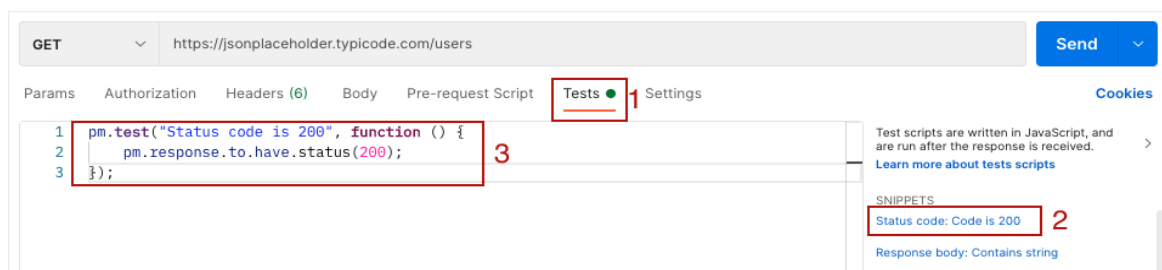 GET https://jsonplaceholder.typicode.com/users Send
Params Authorization Headers (6) Body Pre-request Script Tests 1 Settings Cookies
1 pm.test("Status code is 200", function () {
2 pm.response.to.have.status(200);
3 });
3
Test scripts are written in JavaScript, and
are run after the response is received.
Learn more about tests scripts
SNIPPETS
Status code: Code is 200 2
Response body: Contains string